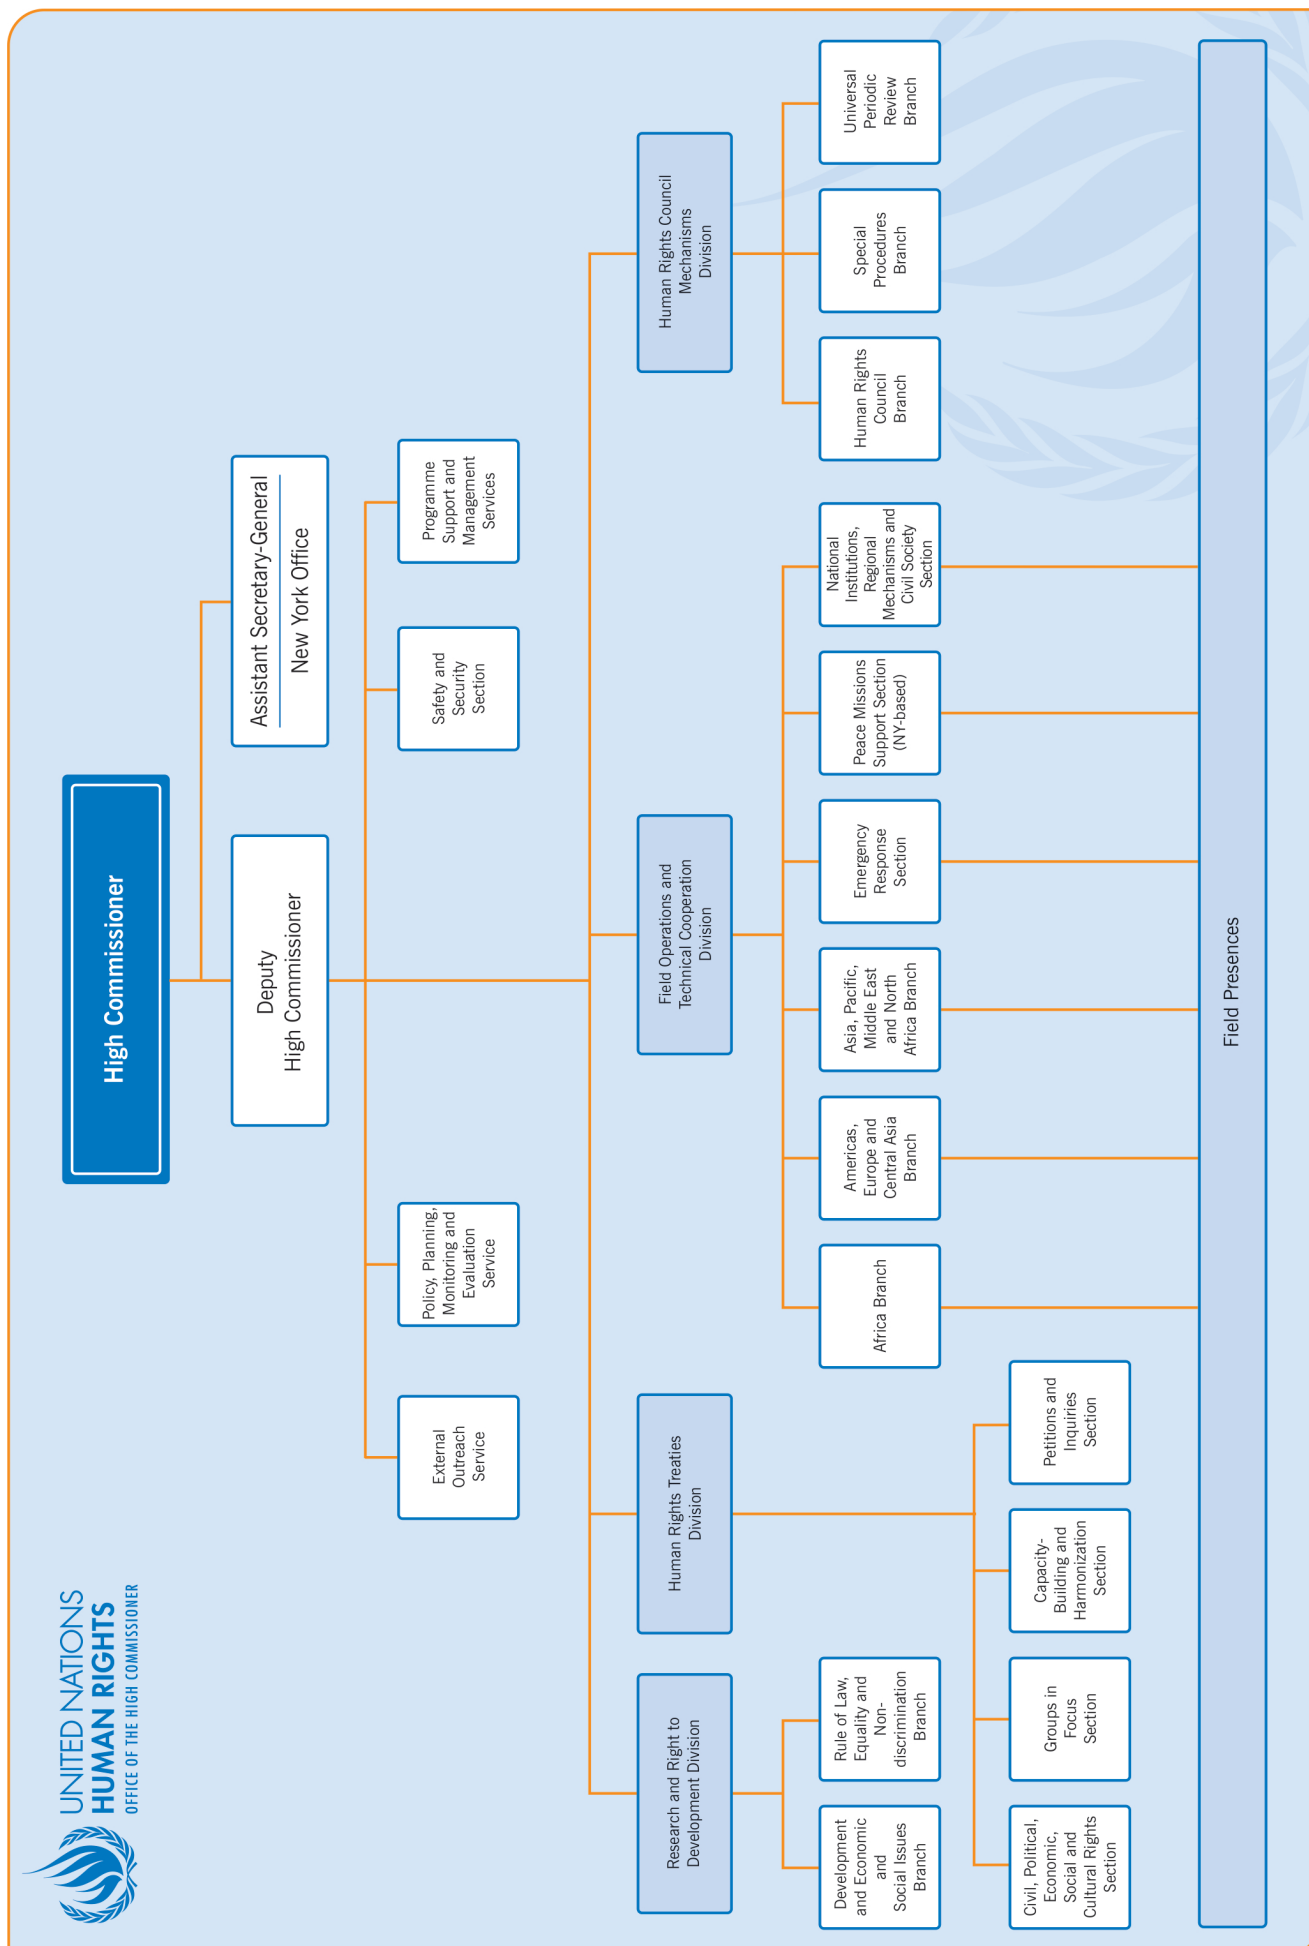 UNITED NATIONS
HUMAN RIGHTS
OFFICE OF THE HIGH COMMISSIONER
High Commissioner
Deputy
High Commissioner
Assistant Secretary-General
New York Office
External
Outreach
Service
Policy, Planning,
Monitoring and
Evaluation
Service
Safety and
Security
Section
Programme
Support and
Management
Services
Research and Right to
Development Division
Human Rights Treaties
Division
Field Operations and
Technical Cooperation
Division
Human Rights Council
Mechanisms
Division
Development
and Economic
and
Social Issues
Branch
Rule of Law,
Equality and
Non-
discrimination
Branch
Africa Branch
Americas,
Europe and
Central Asia
Branch
Asia, Pacific,
Middle East
and North
Africa Branch
Emergency
Response
Section
Peace Missions
Support Section
(NY-based)
National
Institutions,
Regional
Mechanisms and
Civil Society
Section
Human Rights
Council
Branch
Special
Procedures
Branch
Universal
Periodic
Review
Branch
Civil, Political,
Economic,
Social and
Cultural Rights
Section
Groups in
Focus
Section
Capacity-
Building and
Harmonization
Section
Petitions and
Inquiries
Section
Field Presences